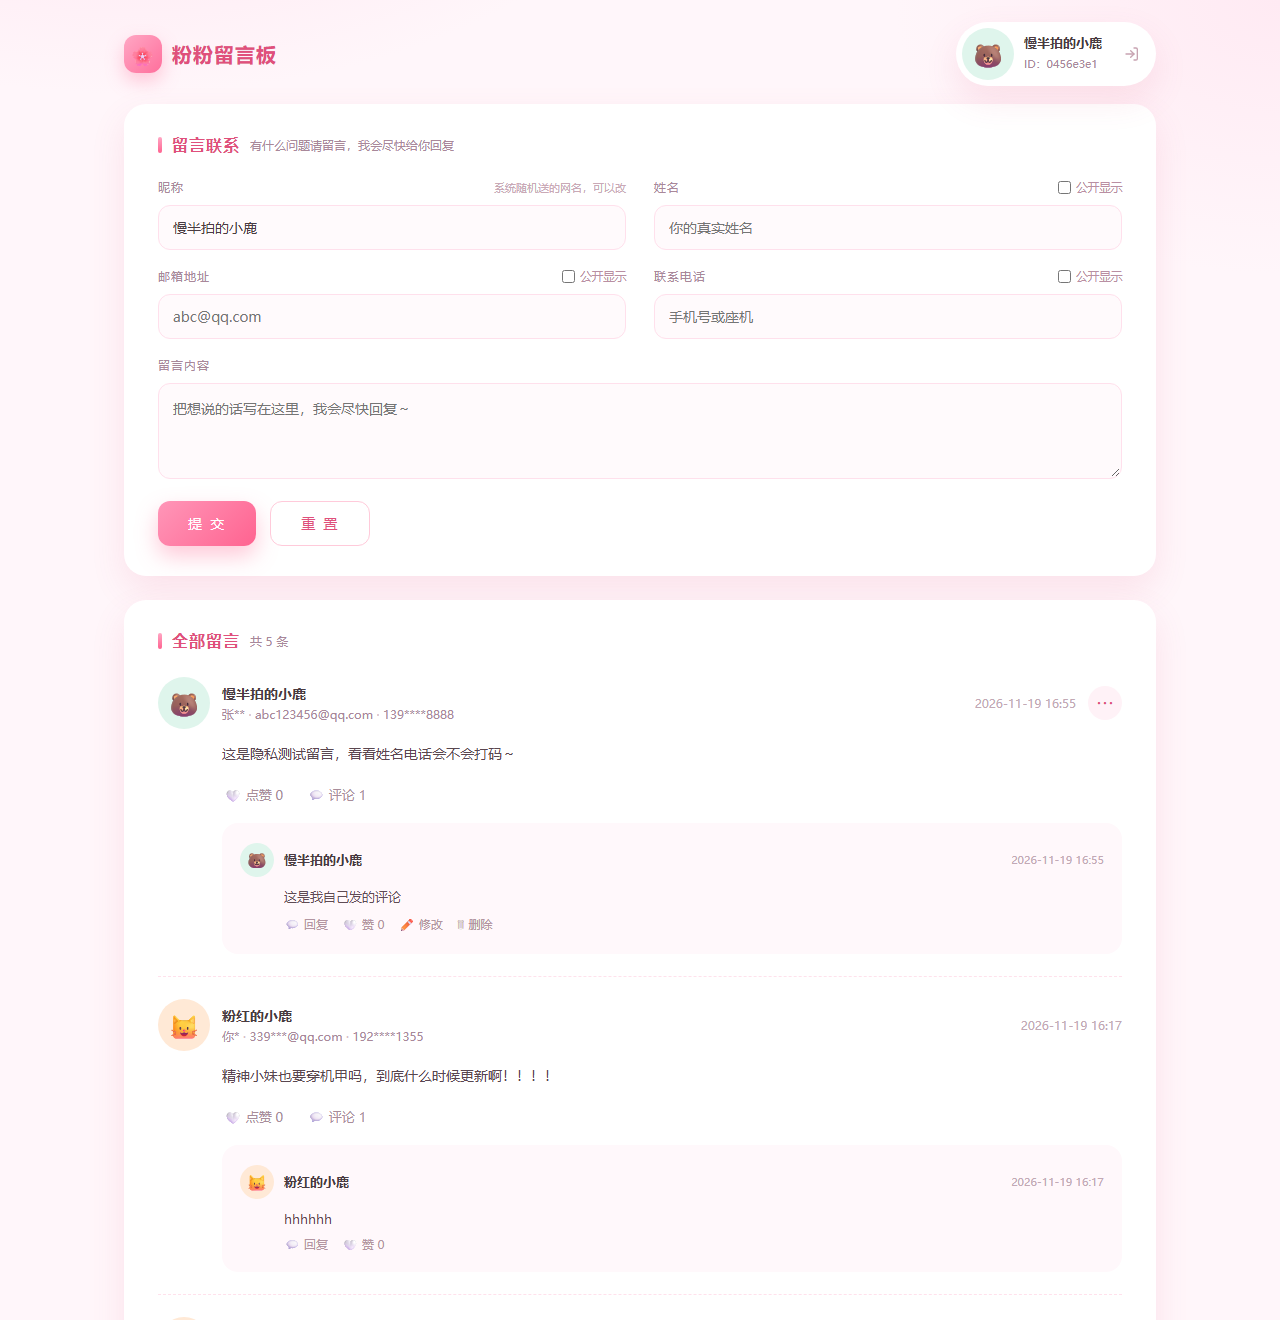 粉粉留言板
慢半拍的小鹿
ID：0456e3e1
留言联系 有什么问题请留言，我会尽快给你回复
昵称 系统随机送的网名，可以改
慢半拍的小鹿
姓名 公开显示
你的真实姓名
邮箱地址 公开显示
abc@qq.com
联系电话 公开显示
手机号或座机
留言内容
把想说的话写在这里，我会尽快回复～
提 交 重 置
全部留言 共 5 条
慢半拍的小鹿
张** · abc123456@qq.com · 139****8888
2026-11-19 16:55
这是隐私测试留言，看看姓名电话会不会打码～
点赞 0 评论 1
慢半拍的小鹿 2026-11-19 16:55
这是我自己发的评论
回复 赞 0 修改 删除
粉红的小鹿
你* · 339***@qq.com · 192****1355
2026-11-19 16:17
精神小妹也要穿机甲吗，到底什么时候更新啊！！！！
点赞 0 评论 1
粉红的小鹿 2026-11-19 16:17
hhhhhh
回复 赞 0